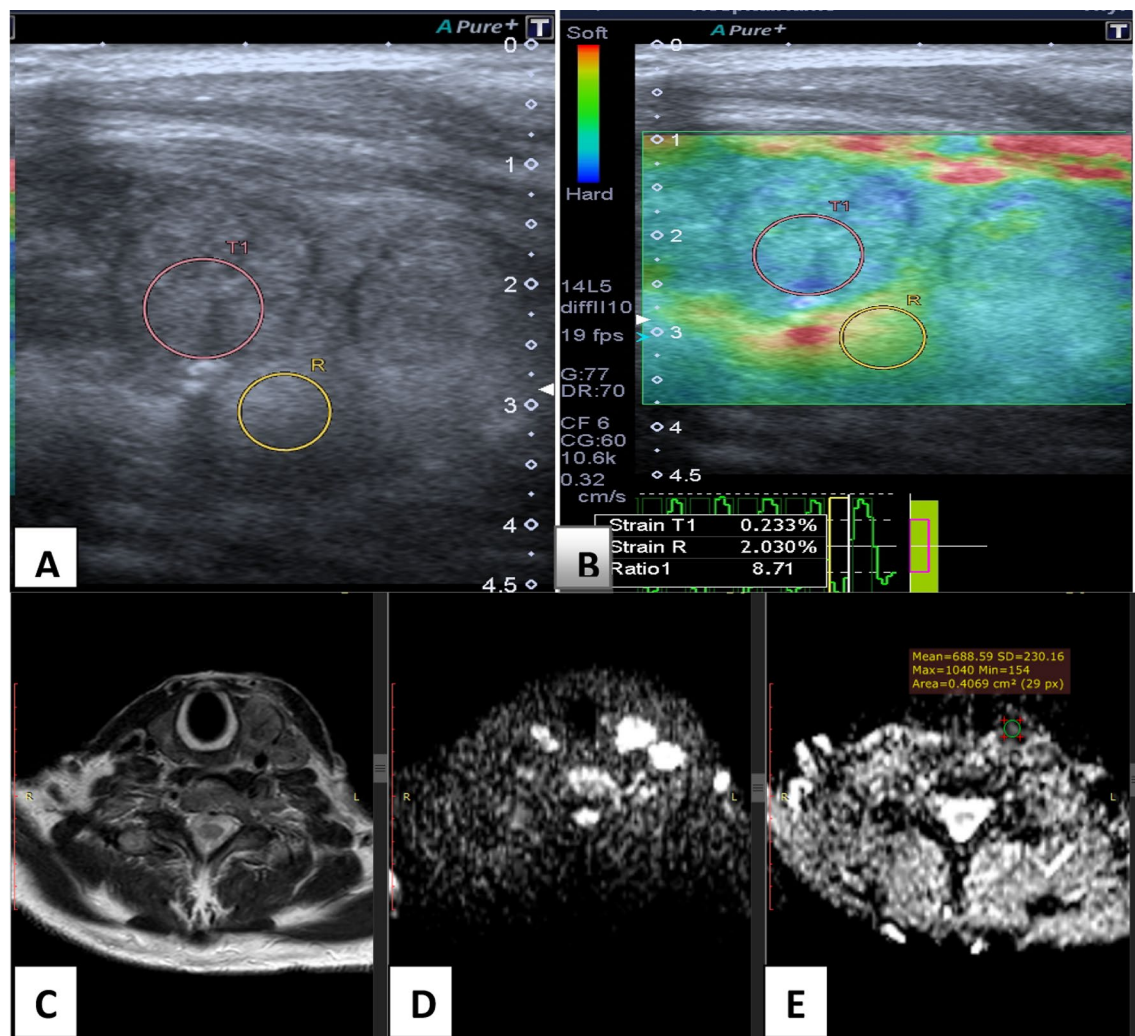 A Pure+ T
0
1
2
3
4
4.5
T1
R
A
A Pure+ T
Soft
Hard
14L5
diffII10
19 fps
G:77
DR:70
CF 6
CG:60
10.6k
0.32
cm/s
0
1
2
3
4
4.5
T1
R
Strain T1 0.233%
Strain R 2.030%
Ratio1 8.71
B
R
L
C
R
L
D
Mean=688.59 SD=230.16
Max=1040 Min=154
Area=0.4069 cm² (29 px)
R
L
E